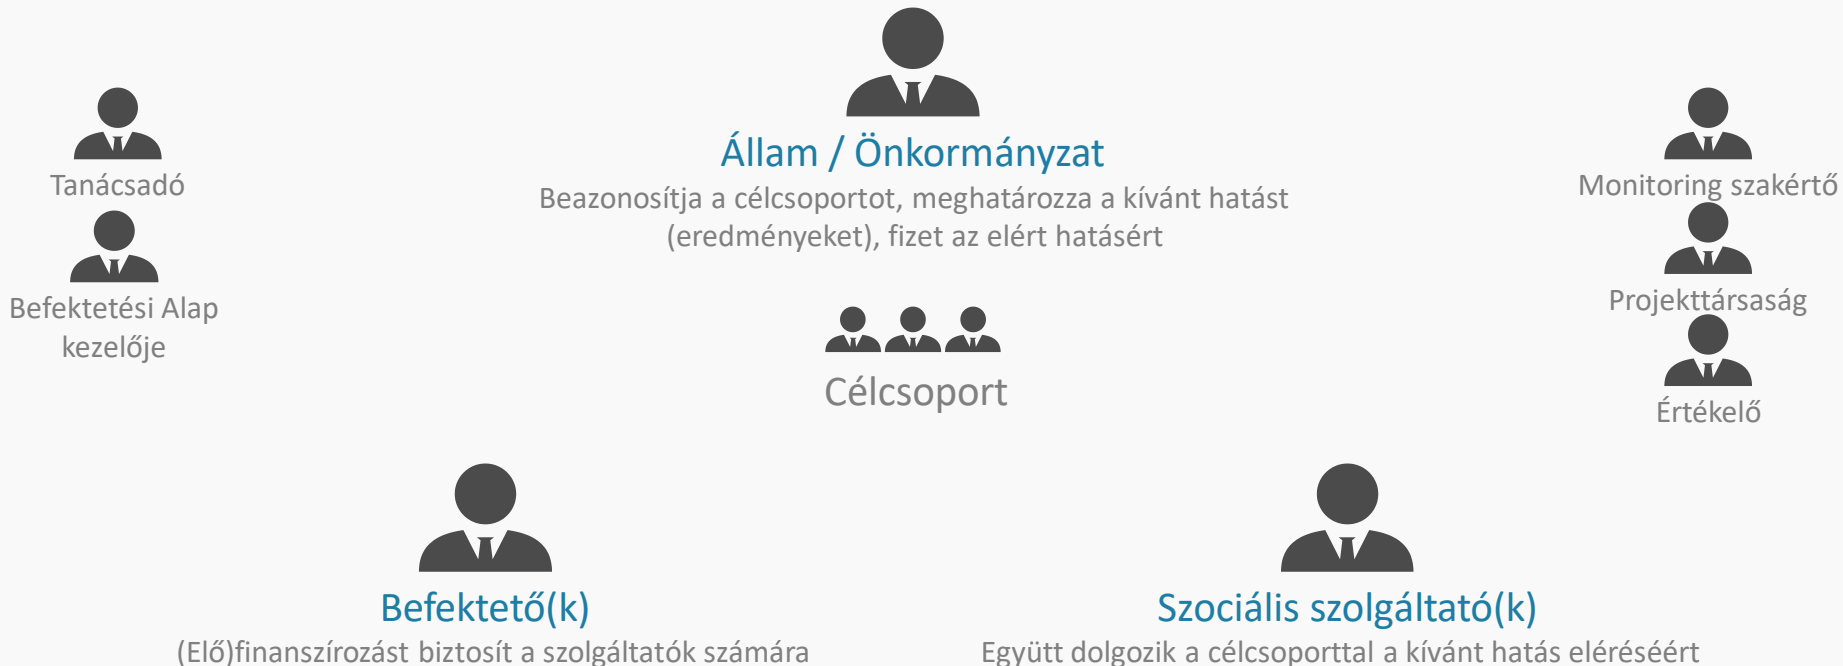 Állam / Önkormányzat
Beazonosítja a célcsoportot, meghatározza a kívánt hatást
(eredményeket), fizet az elért hatásért
Tanácsadó
Befektetési Alap
kezelője
Monitoring szakértő
Projekttársaság
Értékelő
Célcsoport
Befektető(k)
(Elő)finanszírozást biztosít a szolgáltatók számára
Szociális szolgáltató(k)
Együtt dolgozik a célcsoporttal a kívánt hatás eléréséért